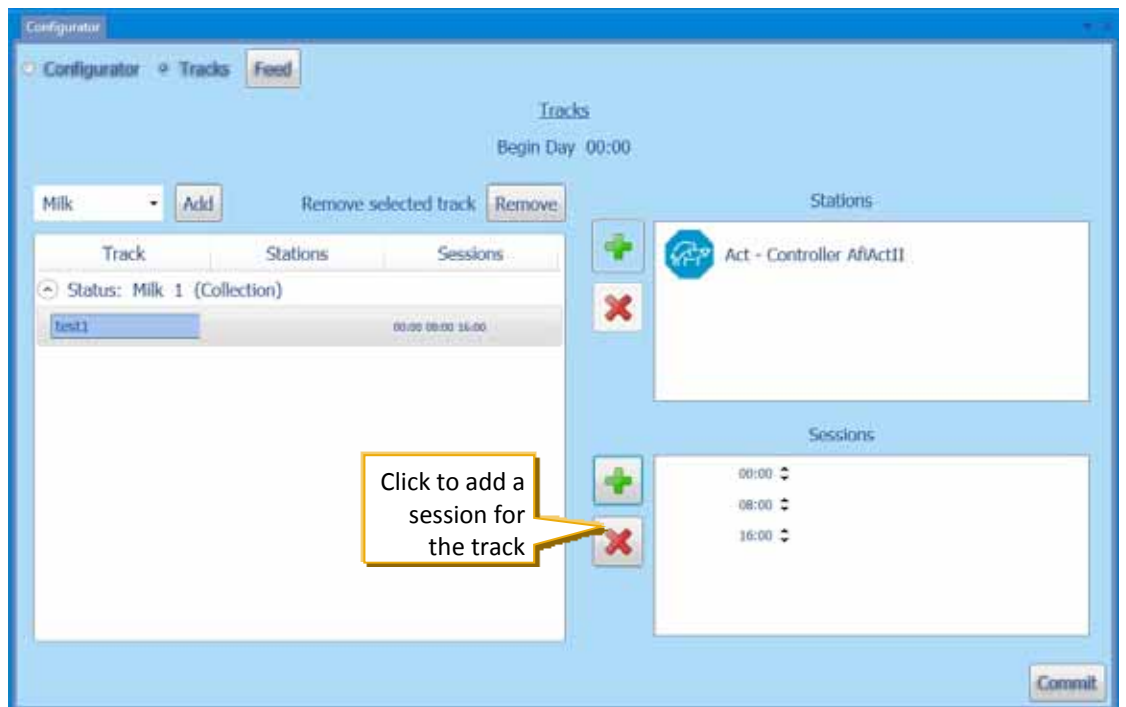 Configurator
Configurator Tracks Feed
Tracks
Begin Day 00:00
Milk Add Remove selected track Remove
Stations
Track Stations Sessions
Act - Controller AfiActII
Status: Milk 1 (Collection)
test1 00:00 08:00 16:00
Sessions
Click to add a
session for
the track
00:00
08:00
16:00
Commit